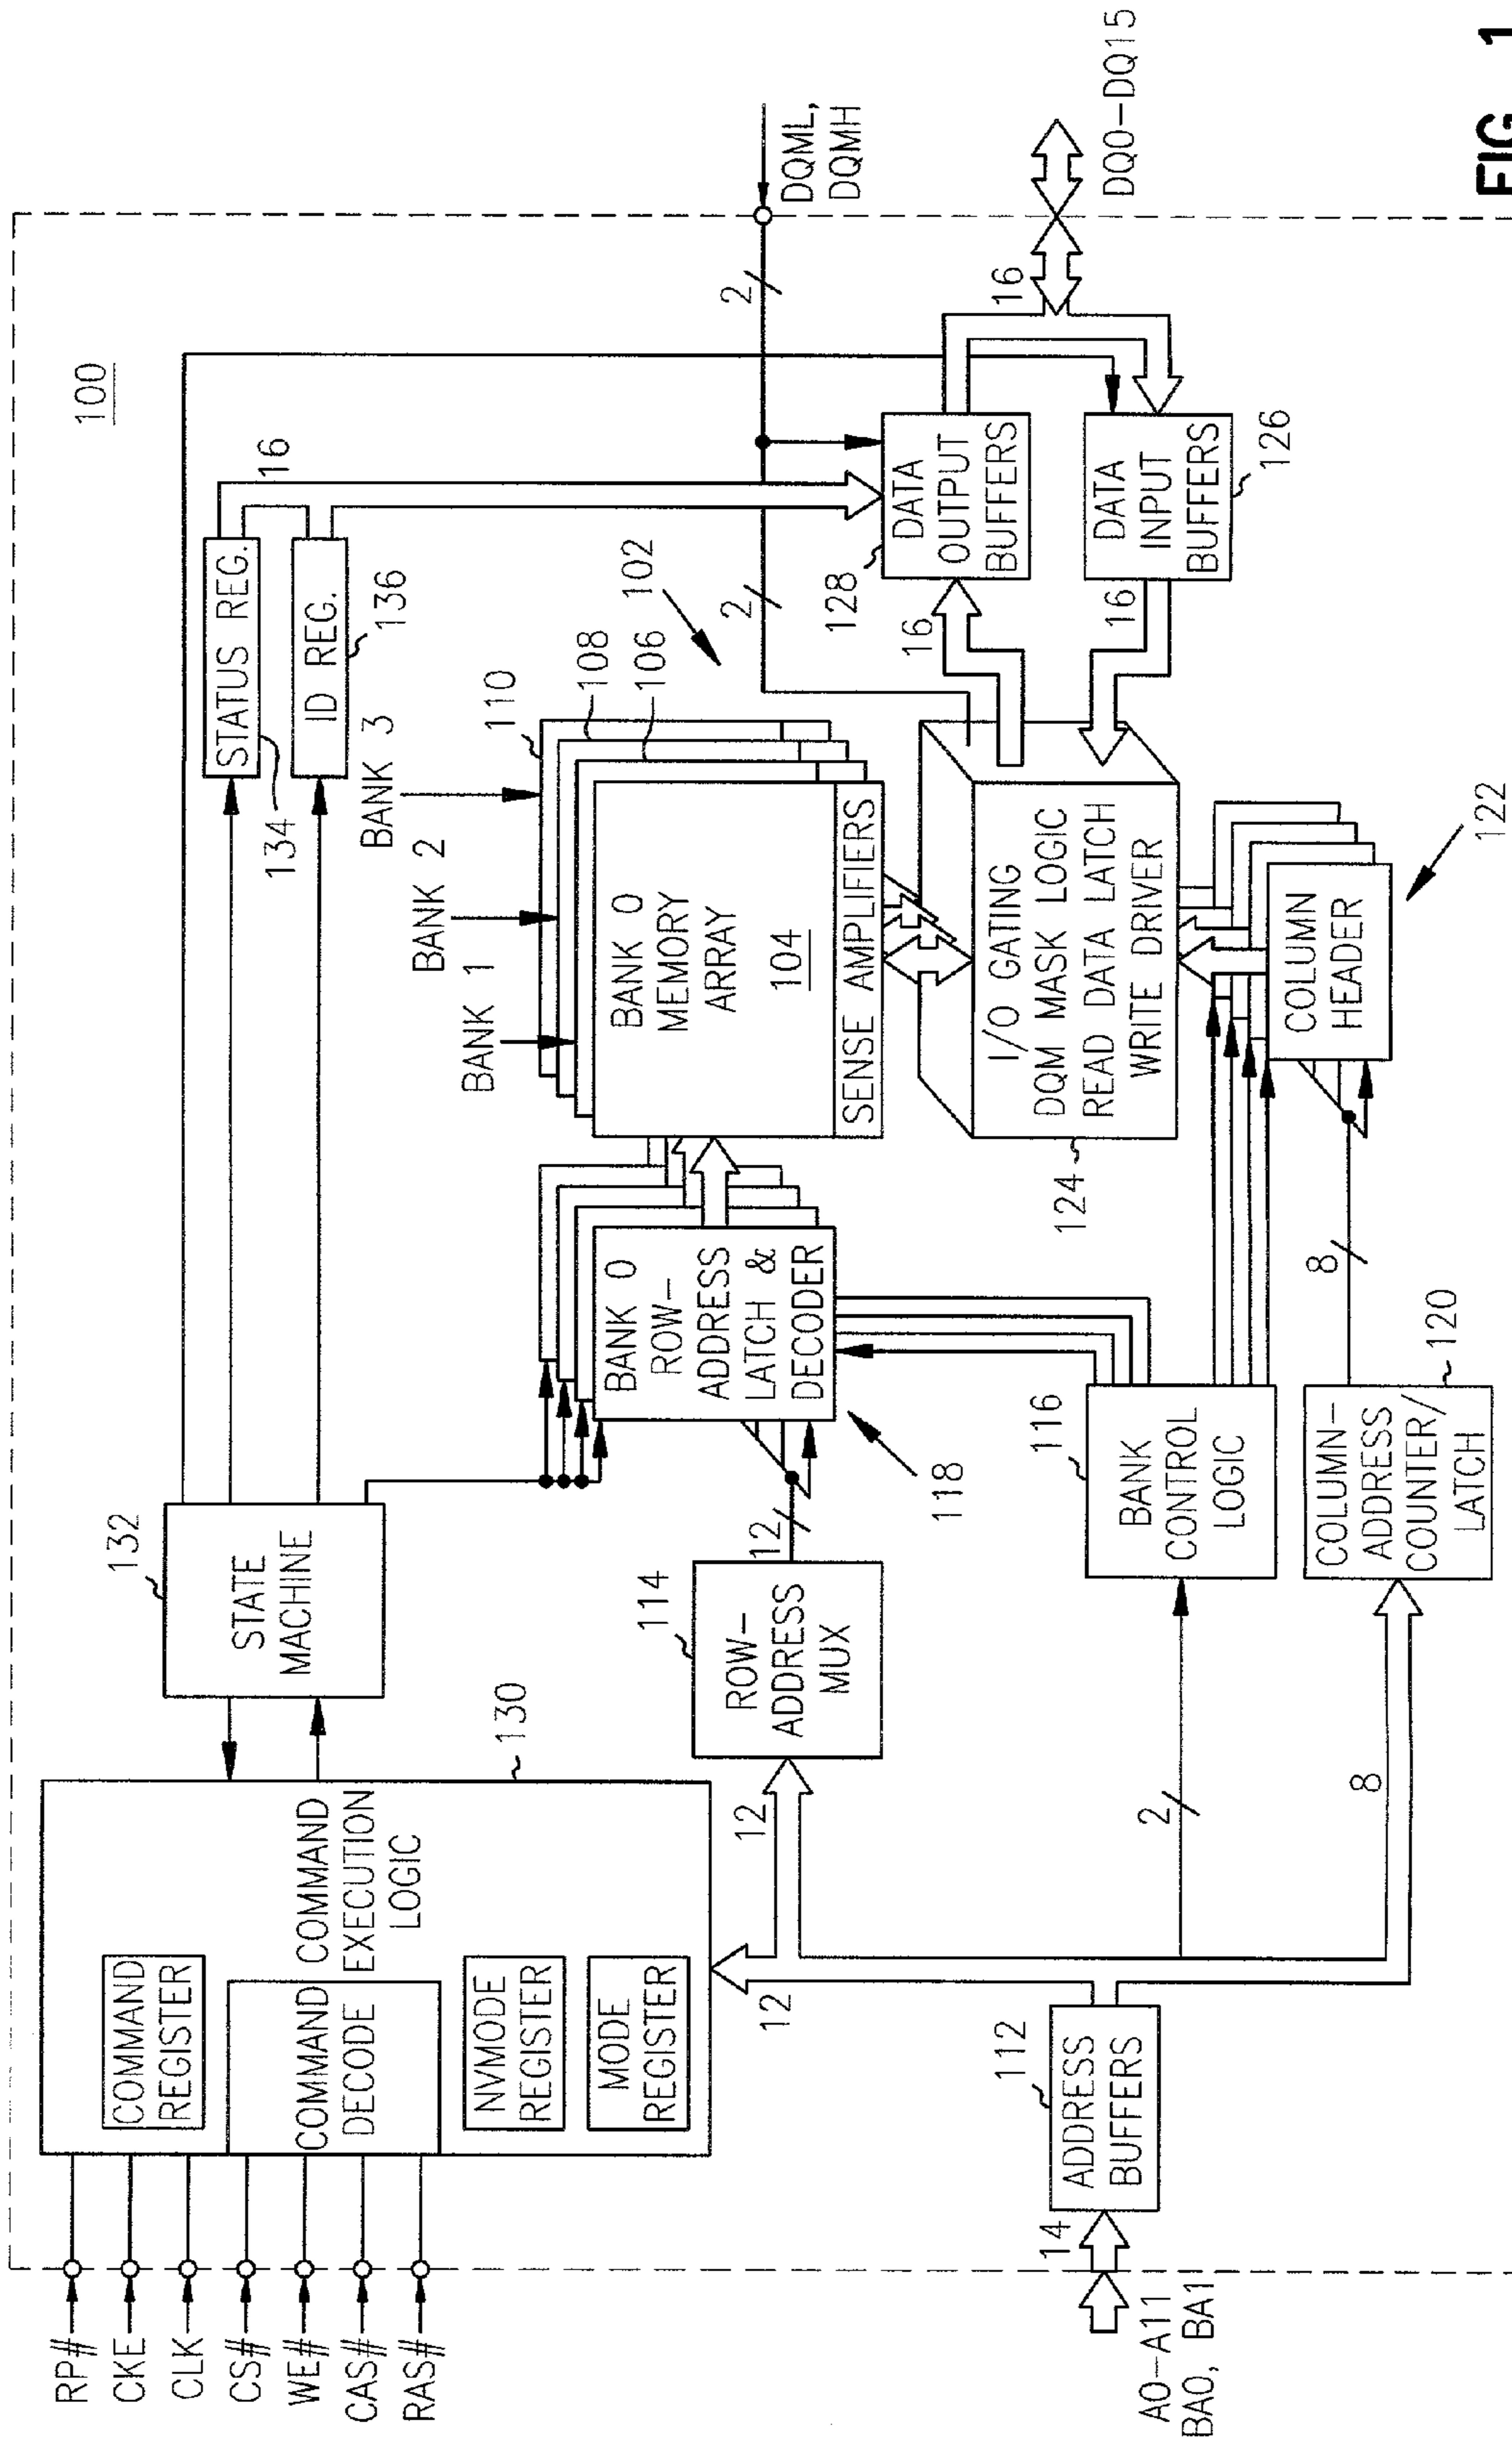 100
RP#
CKE
CLK
CS#
WE#
CAS#
RAS#
COMMAND
REGISTER
COMMAND
DECODE
COMMAND
EXECUTION
LOGIC
NVMODE
REGISTER
MODE
REGISTER
130
132
STATE
MACHINE
STATUS REG.
134
ID REG.
136
16
BANK 1
BANK 2
BANK 3
110
108
106
102
BANK 0
MEMORY
ARRAY
104
SENSE AMPLIFIERS
BANK 0
ROW-
ADDRESS
LATCH &
DECODER
118
12
114
ROW-
ADDRESS
MUX
12
12
2
2
DQML,
DQMH
128
DATA
OUTPUT
BUFFERS
16
16
DQ0-DQ15
DATA
INPUT
BUFFERS
126
16
I/O GATING
DQM MASK LOGIC
READ DATA LATCH
WRITE DRIVER
124
COLUMN
HEADER
122
116
BANK
CONTROL
LOGIC
2
8
COLUMN-
ADDRESS
COUNTER/
LATCH
120
8
112
ADDRESS
BUFFERS
14
A0-A11
BA0, BA1
FIG. 1